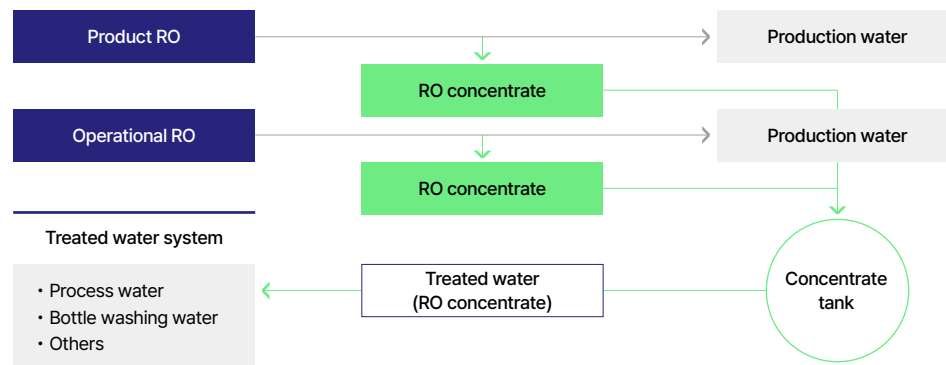 Product RO
Production water
RO concentrate
Operational RO
Production water
RO concentrate
Treated water system
・Process water
・Bottle washing water
・Others
Treated water
(RO concentrate)
Concentrate
tank